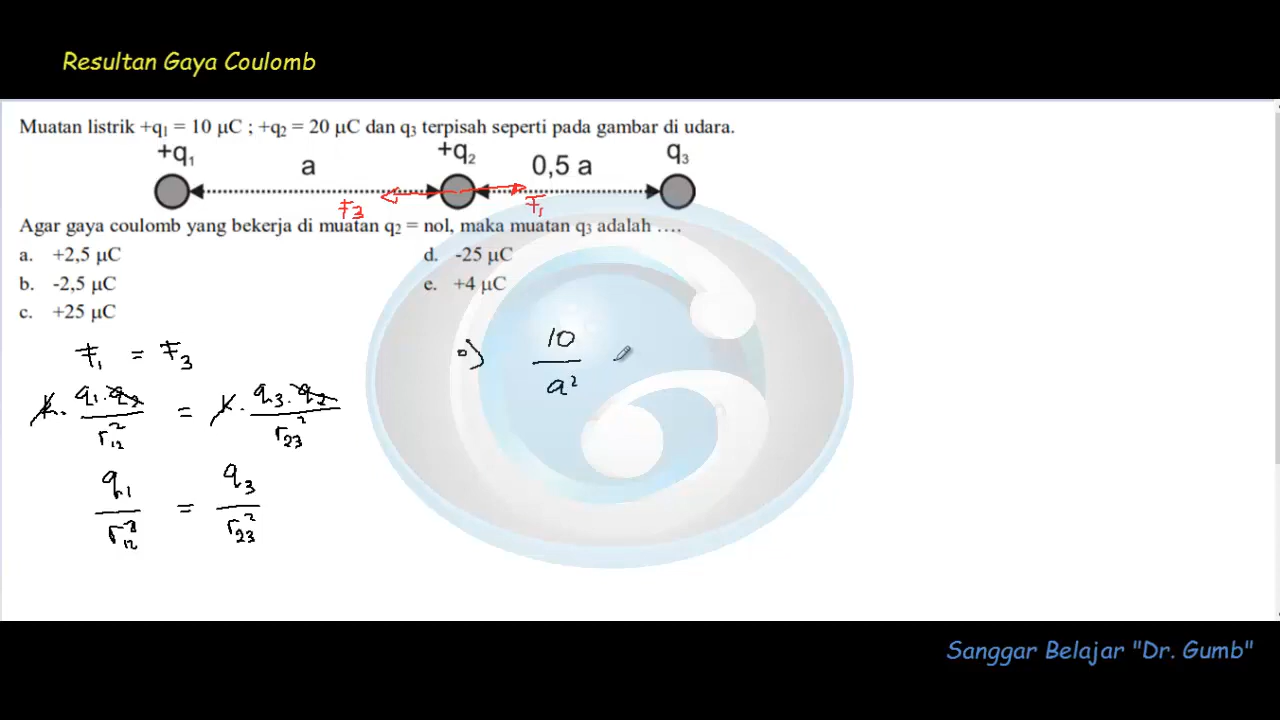 Resultan Gaya Coulomb
Muatan listrik +q₁ = 10 μC ; +q₂ = 20 μC dan q₃ terpisah seperti pada gambar di udara.
+q₁ a +q₂ 0,5 a q₃
F₃ F₁
Agar gaya coulomb yang bekerja di muatan q₂ = nol, maka muatan q₃ adalah ….
a. +2,5 μC
b. -2,5 μC
c. +25 μC
d. -25 μC
e. +4 μC
F₁ = F₃
k. q₁.q₂ / r₁₂² = k. q₃.q₂ / r₂₃²
q₁ / r₁₂² = q₃ / r₂₃²
10 / a²
Sanggar Belajar "Dr. Gumb"